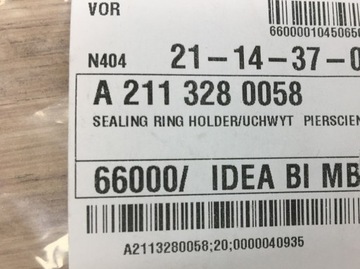 VOR
66000010450650
N404 21-14-37-0
A 211 328 0058
SEALING RING HOLDER/UCHWYT PIERSCIEN
66000/ IDEA BI MB
A2113280058;20;0000040935